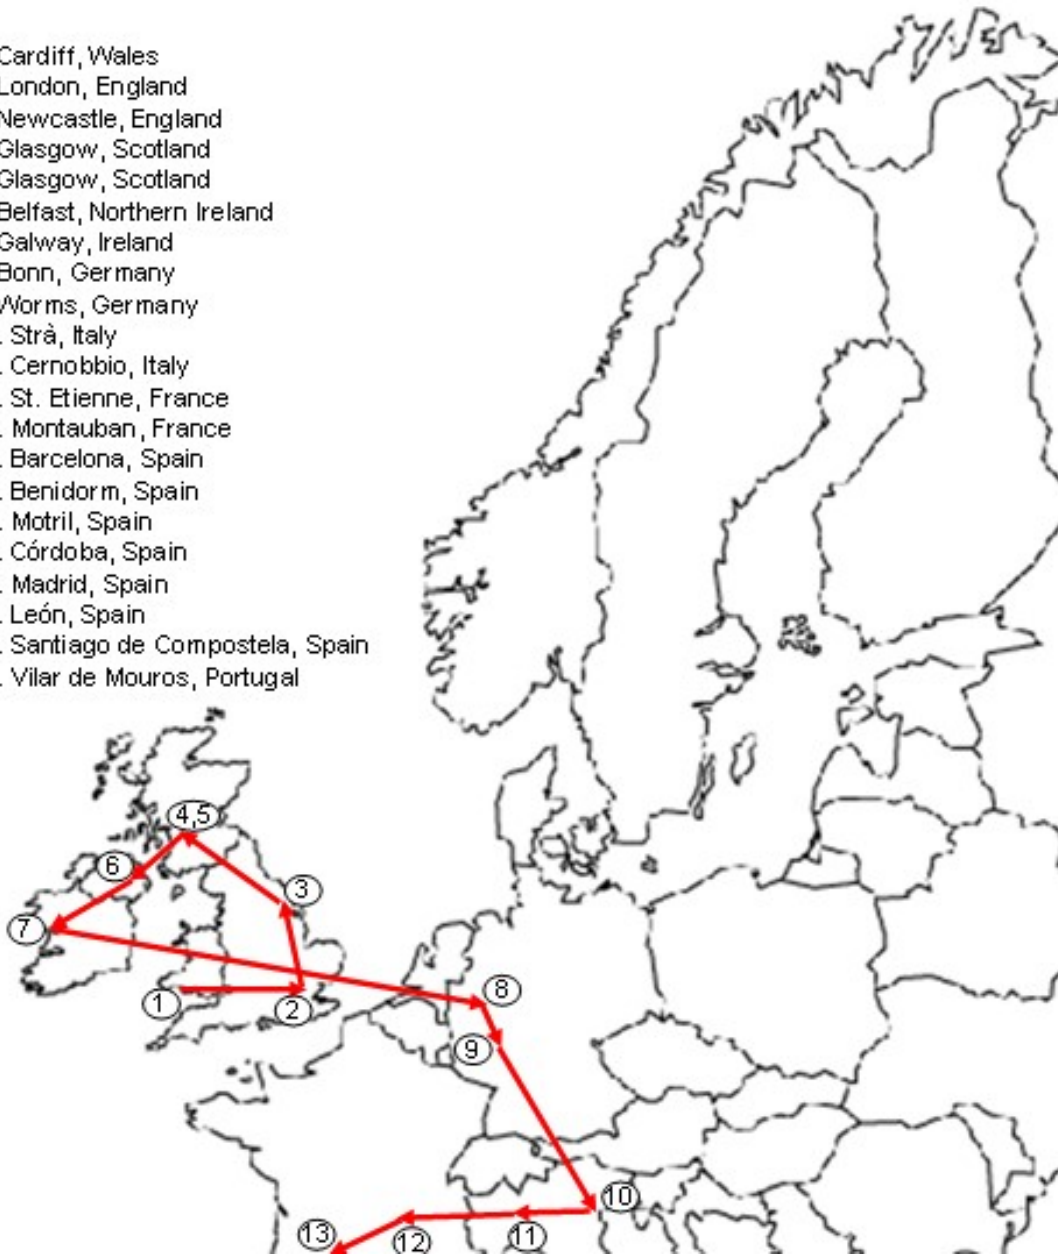 Cardiff, Wales
London, England
Newcastle, England
Glasgow, Scotland
Glasgow, Scotland
Belfast, Northern Ireland
Galway, Ireland
Bonn, Germany
Worms, Germany
. Strà, Italy
. Cernobbio, Italy
. St. Etienne, France
. Montauban, France
. Barcelona, Spain
. Benidorm, Spain
. Motril, Spain
. Córdoba, Spain
. Madrid, Spain
. León, Spain
. Santiago de Compostela, Spain
. Vilar de Mouros, Portugal
4,5
6
3
7
8
1
2
9
10
13
12
11